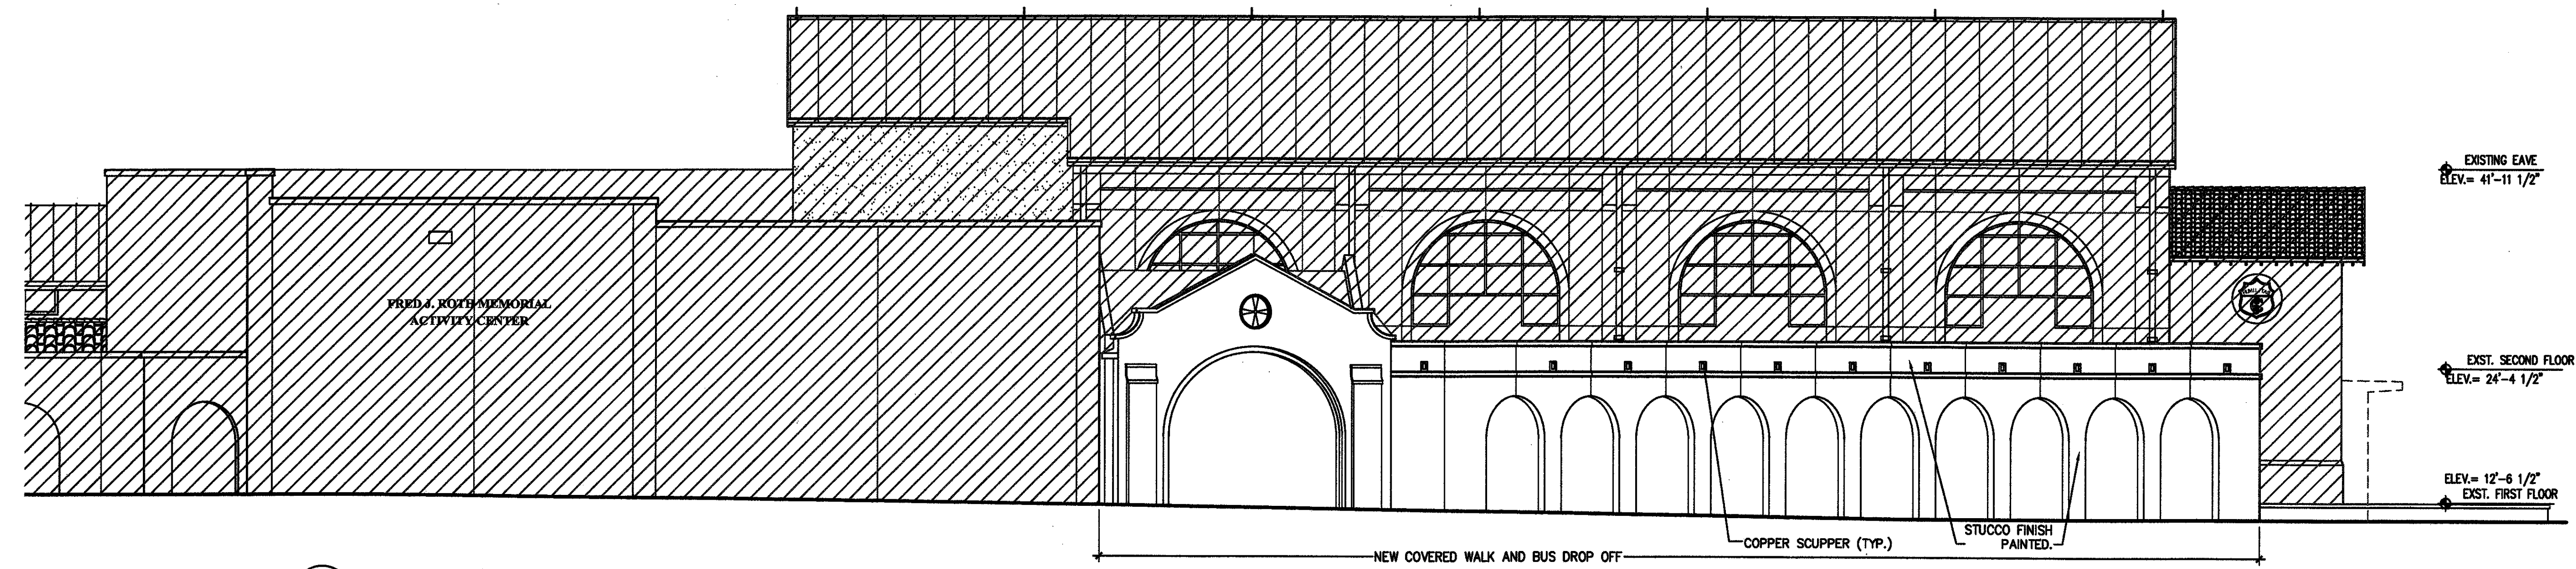 FRED J. ROTH MEMORIAL
ACTIVITY CENTER
EXISTING EAVE
ELEV.= 41'-11 1/2"
EXST. SECOND FLOOR
ELEV.= 24'-4 1/2"
ELEV.= 12'-6 1/2"
EXST. FIRST FLOOR
STUCCO FINISH
PAINTED.
COPPER SCUPPER (TYP.)
NEW COVERED WALK AND BUS DROP OFF